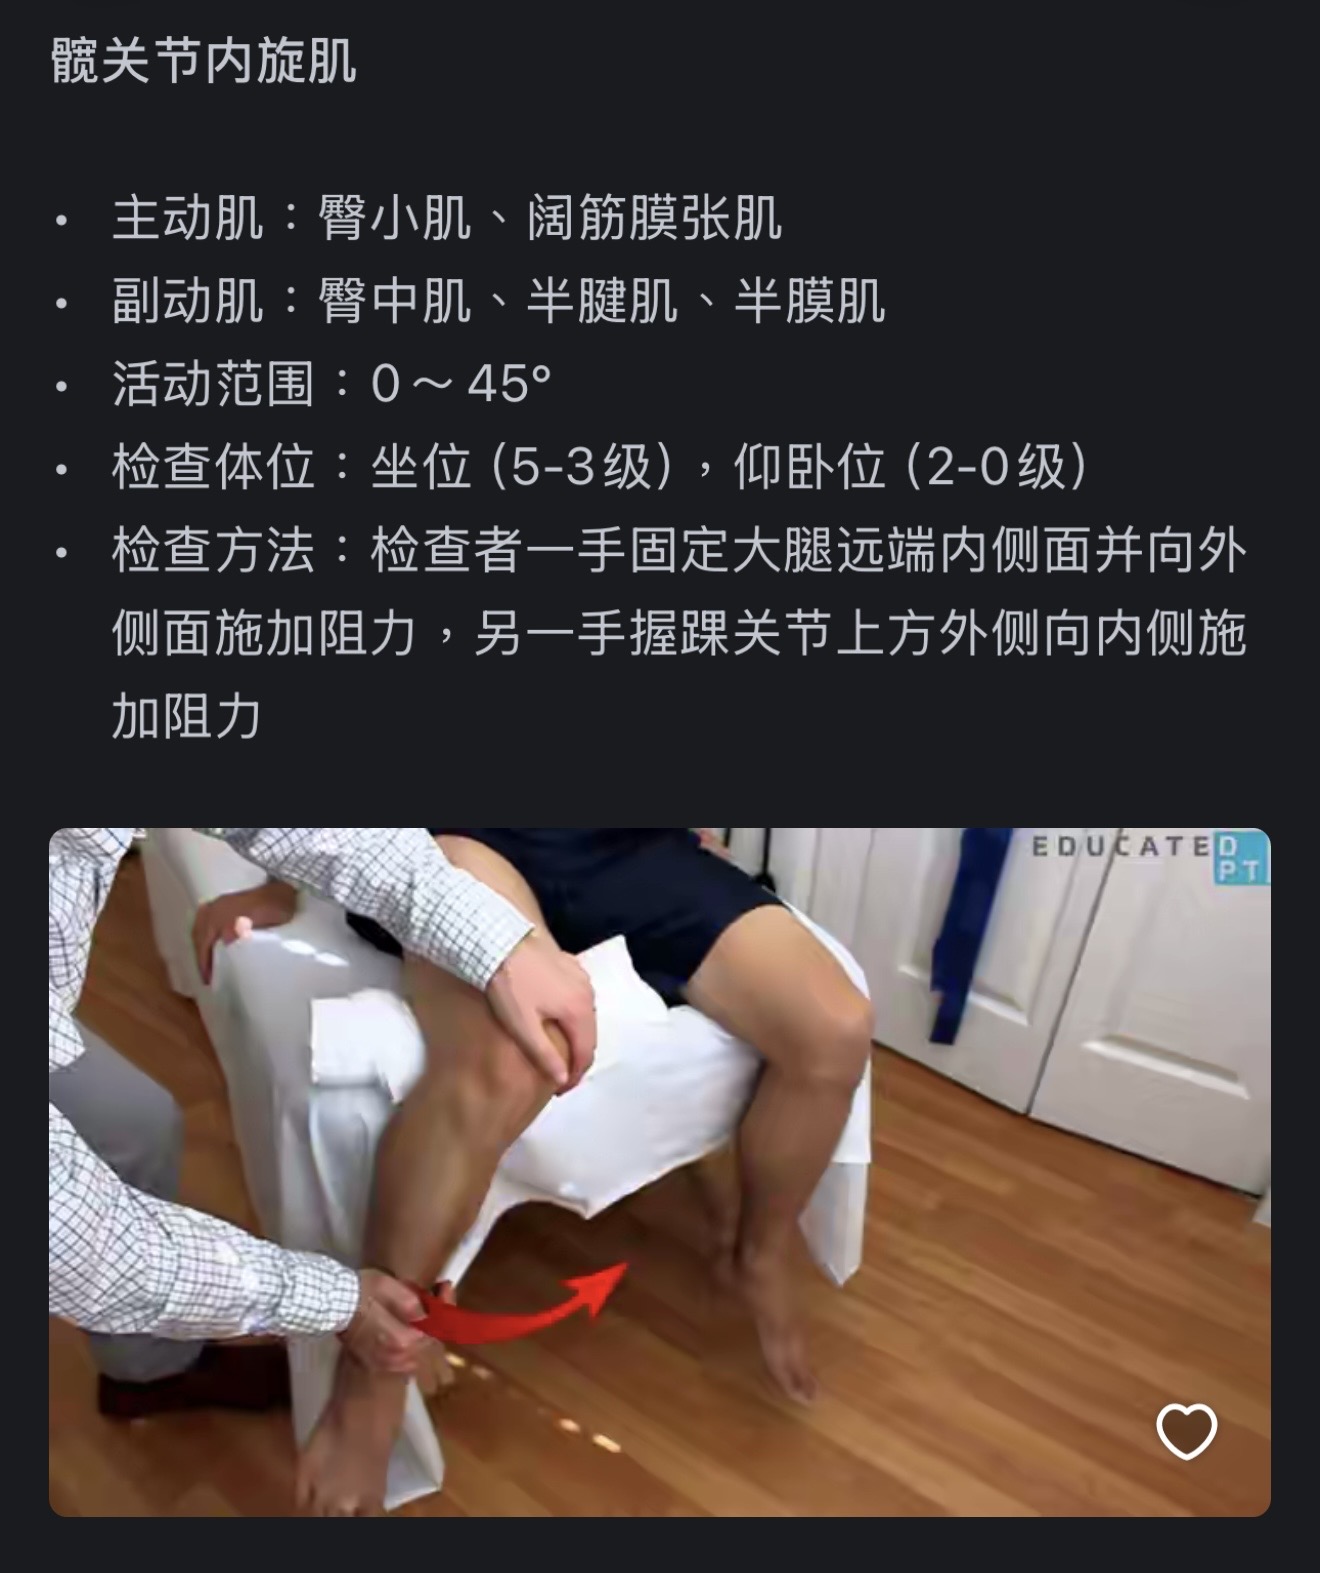 髋关节内旋肌
• 主动肌：臀小肌、阔筋膜张肌
• 副动肌：臀中肌、半腱肌、半膜肌
• 活动范围：0～45°
• 检查体位：坐位（5-3级），仰卧位（2-0级）
• 检查方法：检查者一手固定大腿远端内侧面并向外
侧面施加阻力，另一手握踝关节上方外侧向内侧施
加阻力
EDUCATED
PT